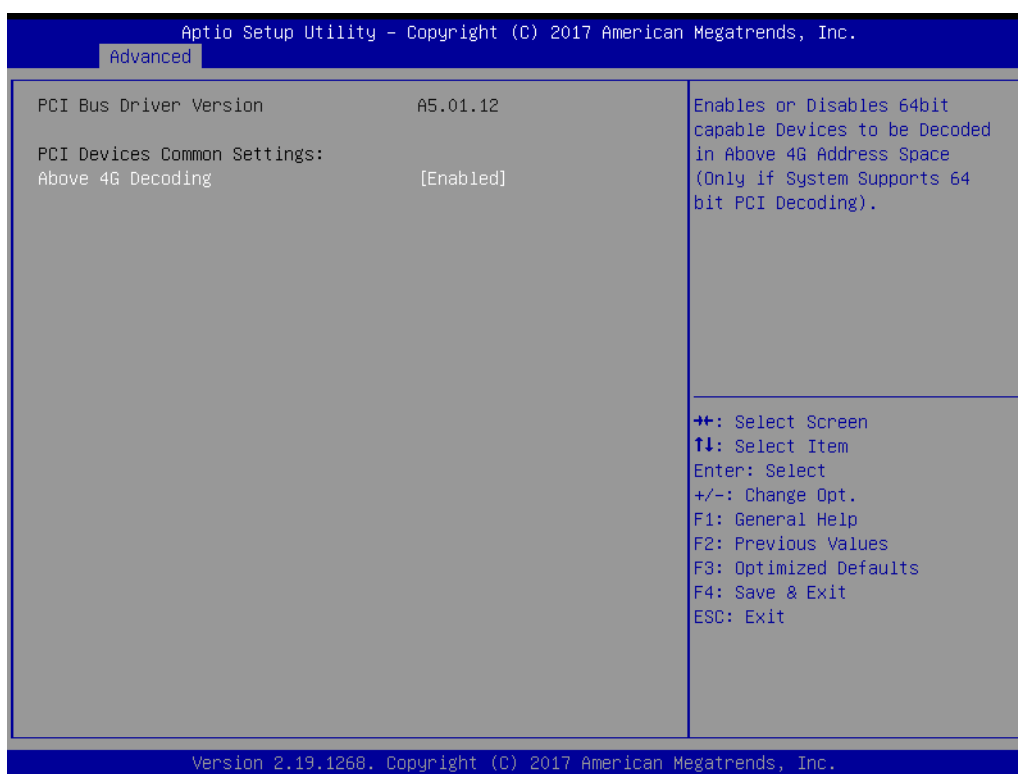 Aptio Setup Utility – Copyright (C) 2017 American Megatrends, Inc.
Advanced
PCI Bus Driver Version A5.01.12
PCI Devices Common Settings:
Above 4G Decoding [Enabled]
Enables or Disables 64bit
capable Devices to be Decoded
in Above 4G Address Space
(Only if System Supports 64
bit PCI Decoding).
→←: Select Screen
↑↓: Select Item
Enter: Select
+/-: Change Opt.
F1: General Help
F2: Previous Values
F3: Optimized Defaults
F4: Save & Exit
ESC: Exit
Version 2.19.1268. Copyright (C) 2017 American Megatrends, Inc.